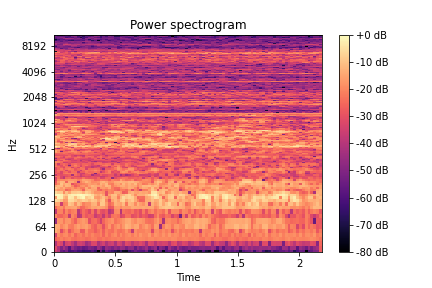 Power spectrogram
8192
4096
2048
1024
512
256
128
64
0
Hz
0
0.5
1
1.5
2
Time
+0 dB
-10 dB
-20 dB
-30 dB
-40 dB
-50 dB
-60 dB
-70 dB
-80 dB